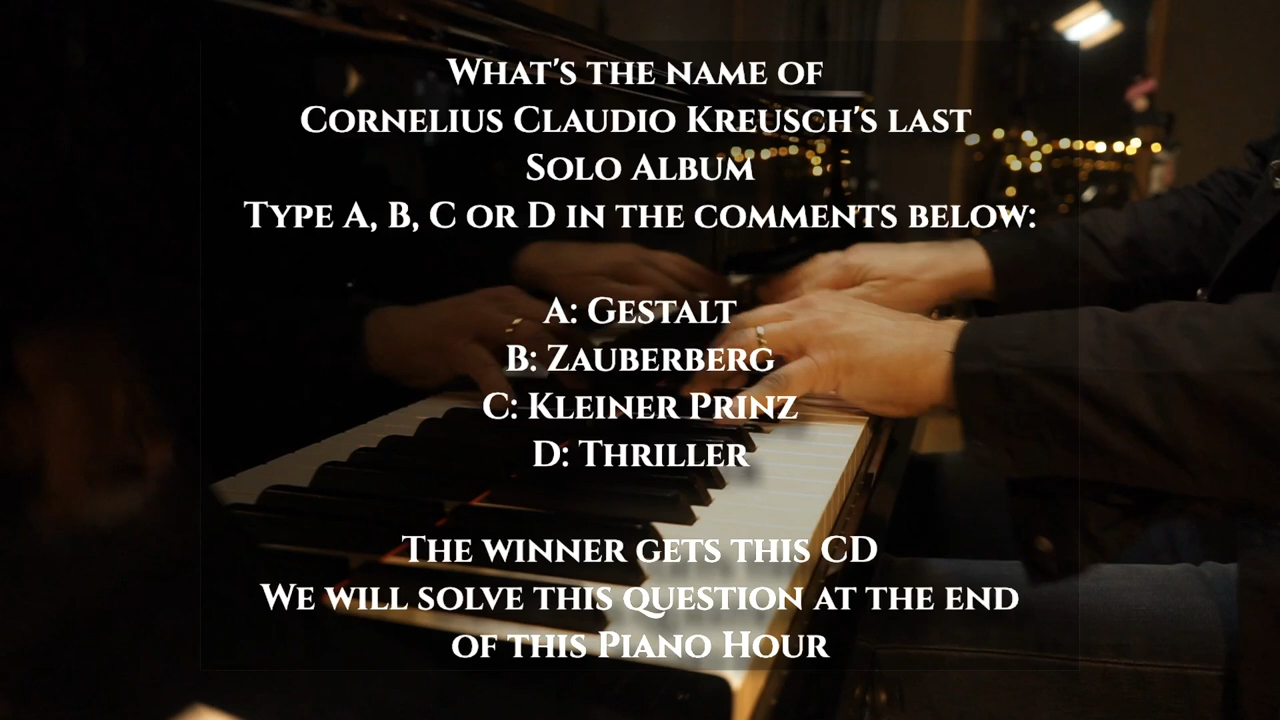 What's the name of
Cornelius Claudio Kreusch's last
Solo Album
Type A, B, C or D in the comments below:
A: Gestalt
B: Zauberberg
C: Kleiner Prinz
D: Thriller
The winner gets this CD
We will solve this question at the end
of this Piano Hour